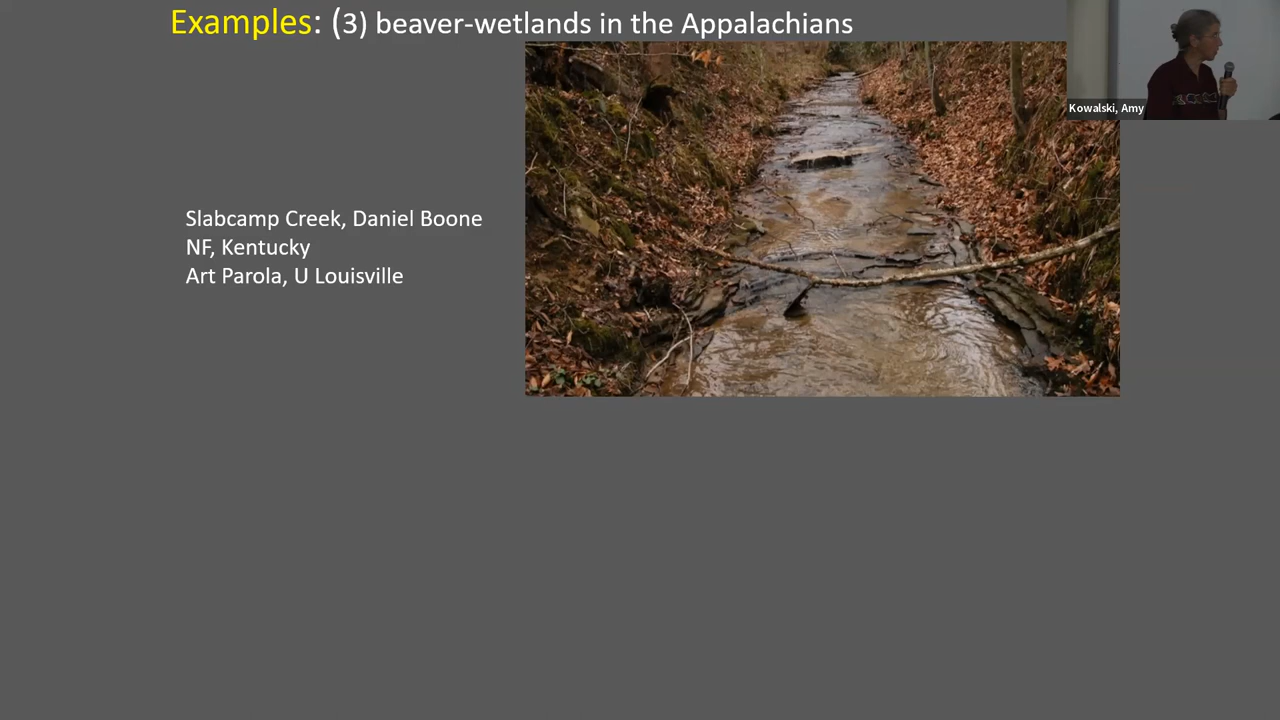 Examples: (3) beaver-wetlands in the Appalachians
Kowalski, Amy
Slabcamp Creek, Daniel Boone
NF, Kentucky
Art Parola, U Louisville